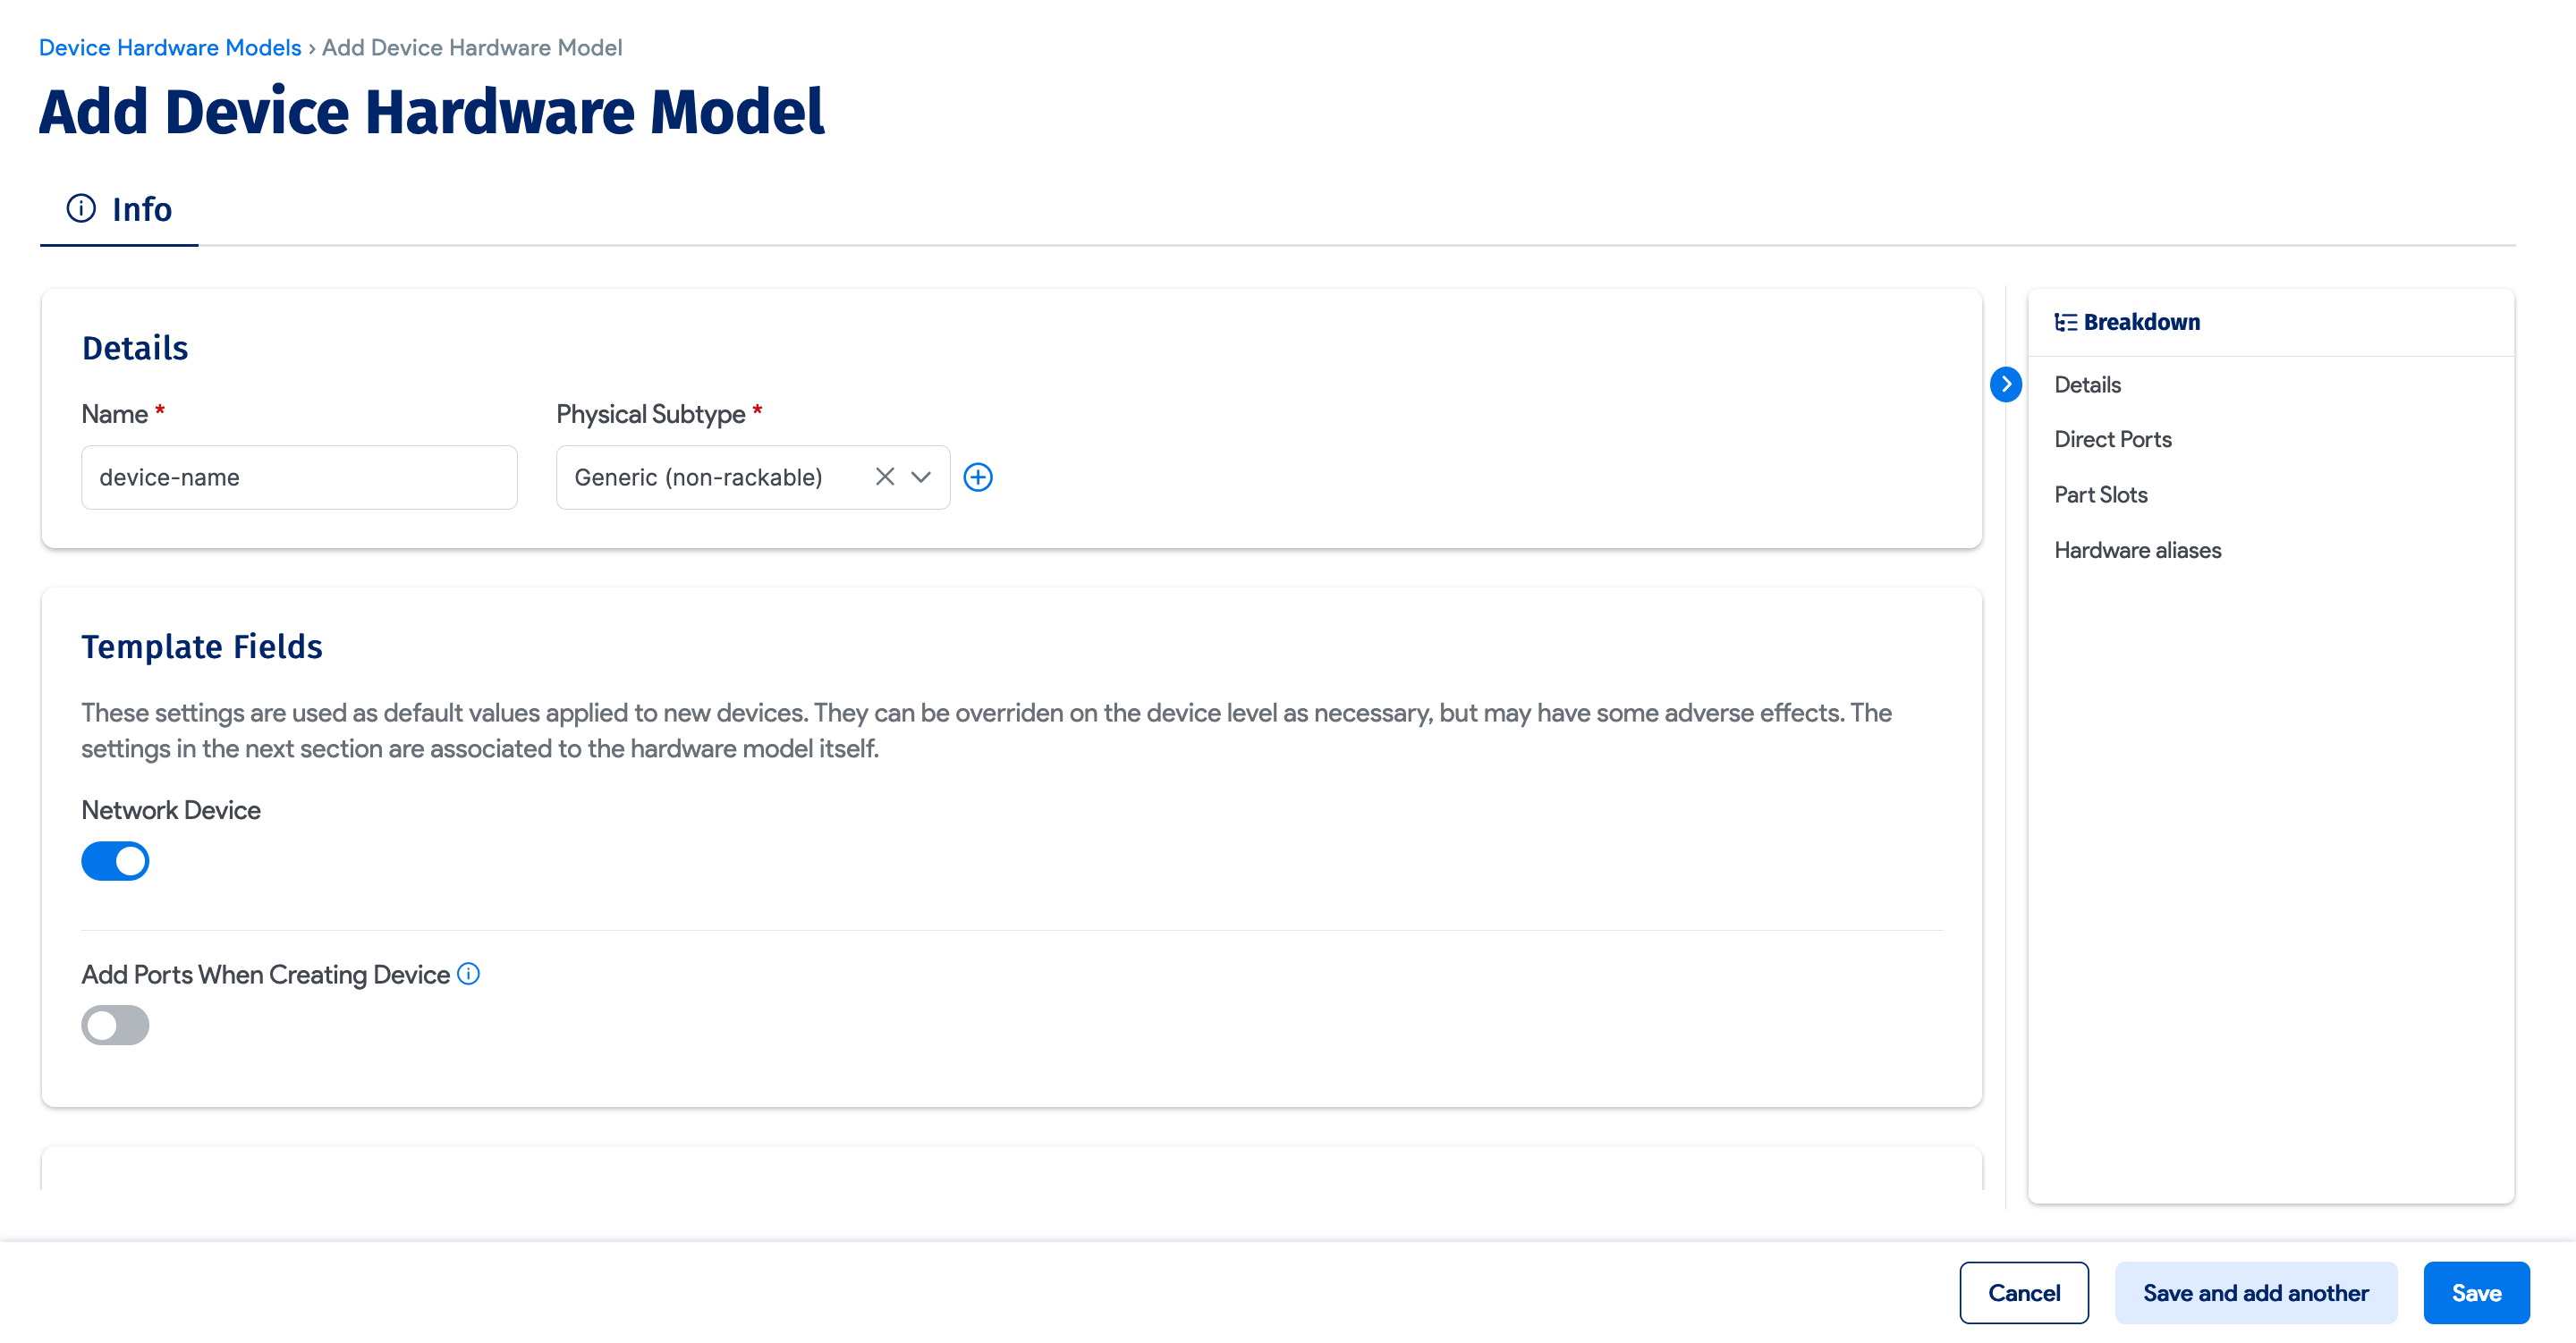 Device Hardware Models › Add Device Hardware Model
Add Device Hardware Model
Info
Details
Name *
Physical Subtype *
device-name
Generic (non-rackable)
Template Fields
These settings are used as default values applied to new devices. They can be overriden on the device level as necessary, but may have some adverse effects. The
settings in the next section are associated to the hardware model itself.
Network Device
Add Ports When Creating Device
Breakdown
Details
Direct Ports
Part Slots
Hardware aliases
Cancel
Save and add another
Save